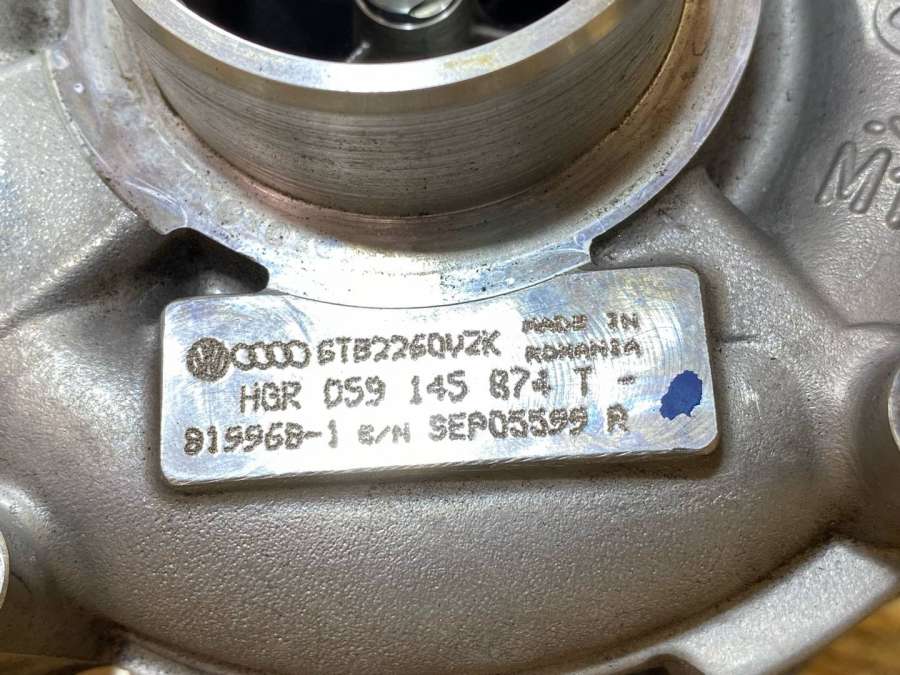 GTB2260VZK MADE IN
ROMANIA
HGR 059 145 874 T -
819968-1 S/N SEP05599 R